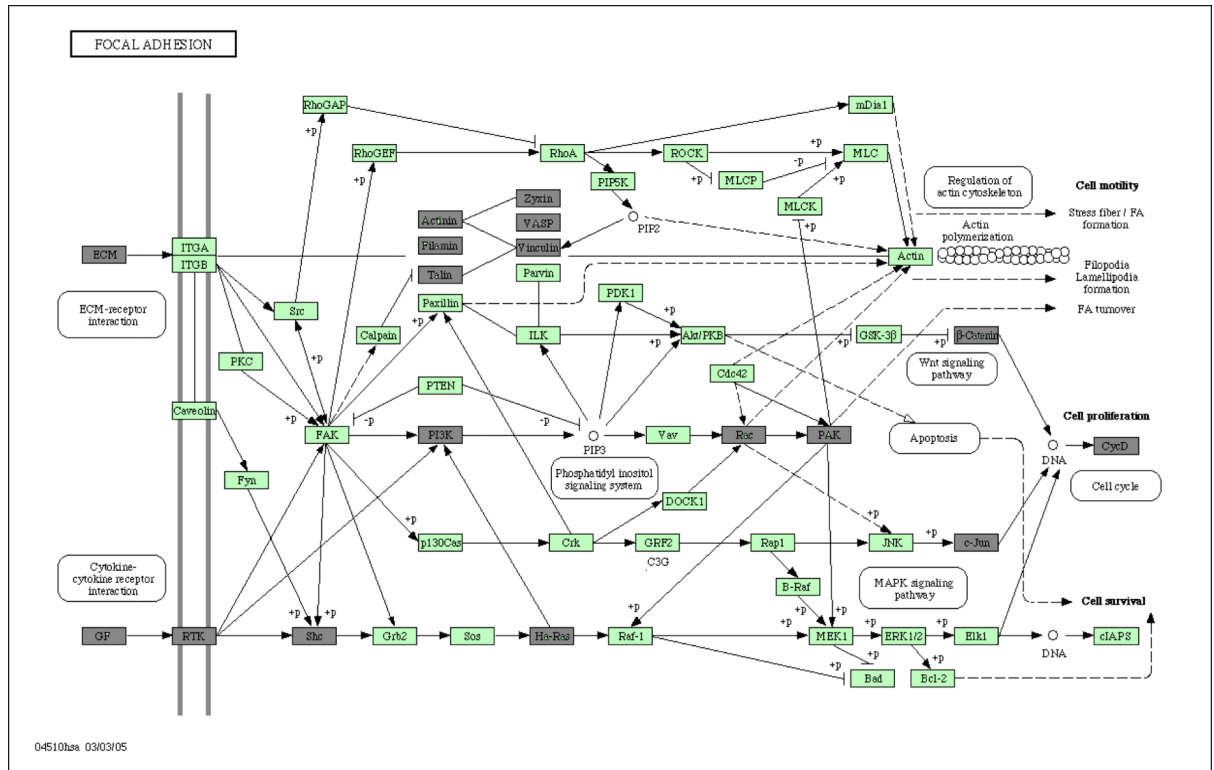 FOCAL ADHESION
RhoGAP
mDia1
+p
RhoGEF
RhoA
ROCK
+p
MLC
-p
+p
+p
MLCP
+p
PIP5K
MLCK
+p
PIP2
Regulation of
actin cytoskeleton
Cell motility
Stress fiber / FA
formation
Actin
polymerization
Zyxin
Actinin
VASP
Filamin
Vinculin
Talin
Parvin
Actin
ECM
ITGA
ITGB
Filopodia
Lamellipodia
formation
FA turnover
ECM-receptor
interaction
Src
Paxillin
+p
PDK1
+p
Calpain
ILK
Akt/PKB
+p
+p
GSK-3β
+p
β-Catenin
PKC
+p
Wnt signaling
pathway
PTEN
Cdc42
Caveolin
+p
-p
-p
Cell proliferation
FAK
PI3K
PIP3
Vav
Rac
PAK
Apoptosis
DNA
CycD
Phosphatidyl inositol
signaling system
Cell cycle
Fyn
DOCK1
+p
+p
+p
p130Cas
Crk
GRF2
C3G
Rap1
JNK
c-Jun
Cytokine-
cytokine receptor
interaction
B-Raf
MAPK signaling
pathway
Cell survival
+p
+p
+p
+p
+p
+p
+p
GF
RTK
Shc
Grb2
Sos
Ha-Ras
Raf-1
MEK1
ERK1/2
Elk1
DNA
cIAPS
+p
+p
+p
Bad
Bcl-2
04510hsa 03/03/05